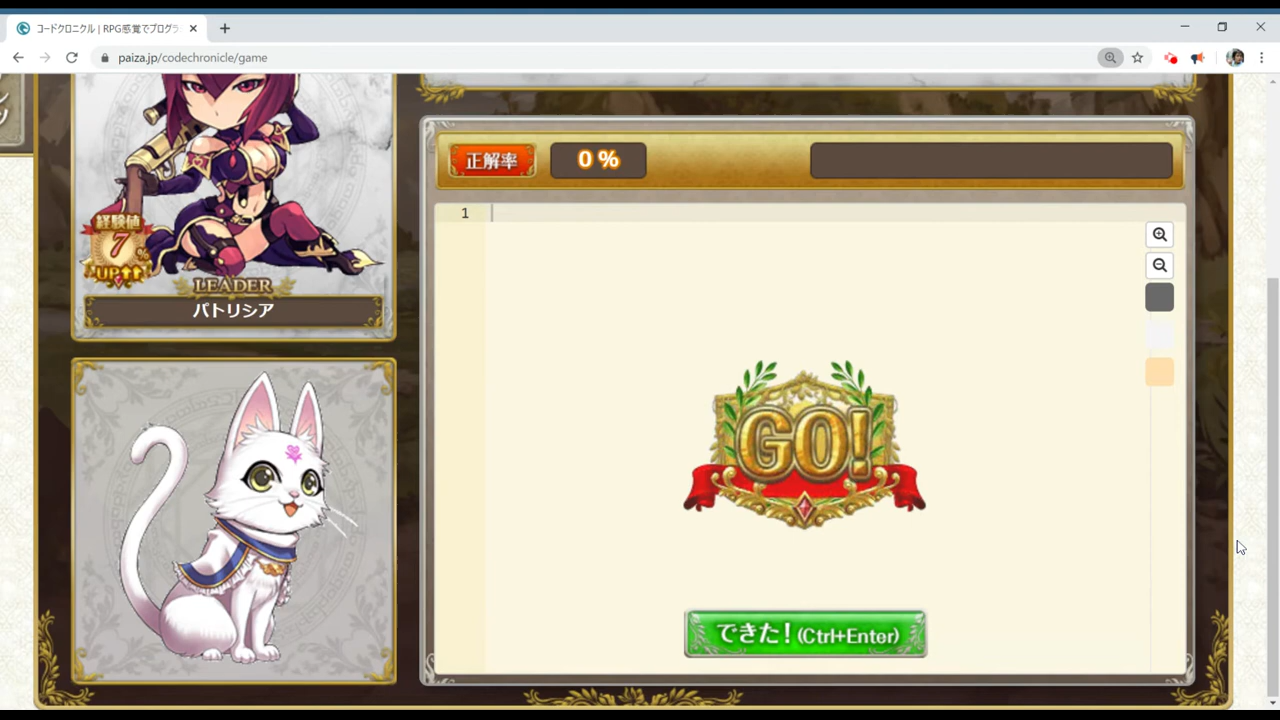 コードクロニクル | RPG感覚でプログラ
paiza.jp/codechronicle/game
正解率
0 %
1
経験値
7 %
UP
LEADER
パトリシア
GO!
できた! (Ctrl+Enter)